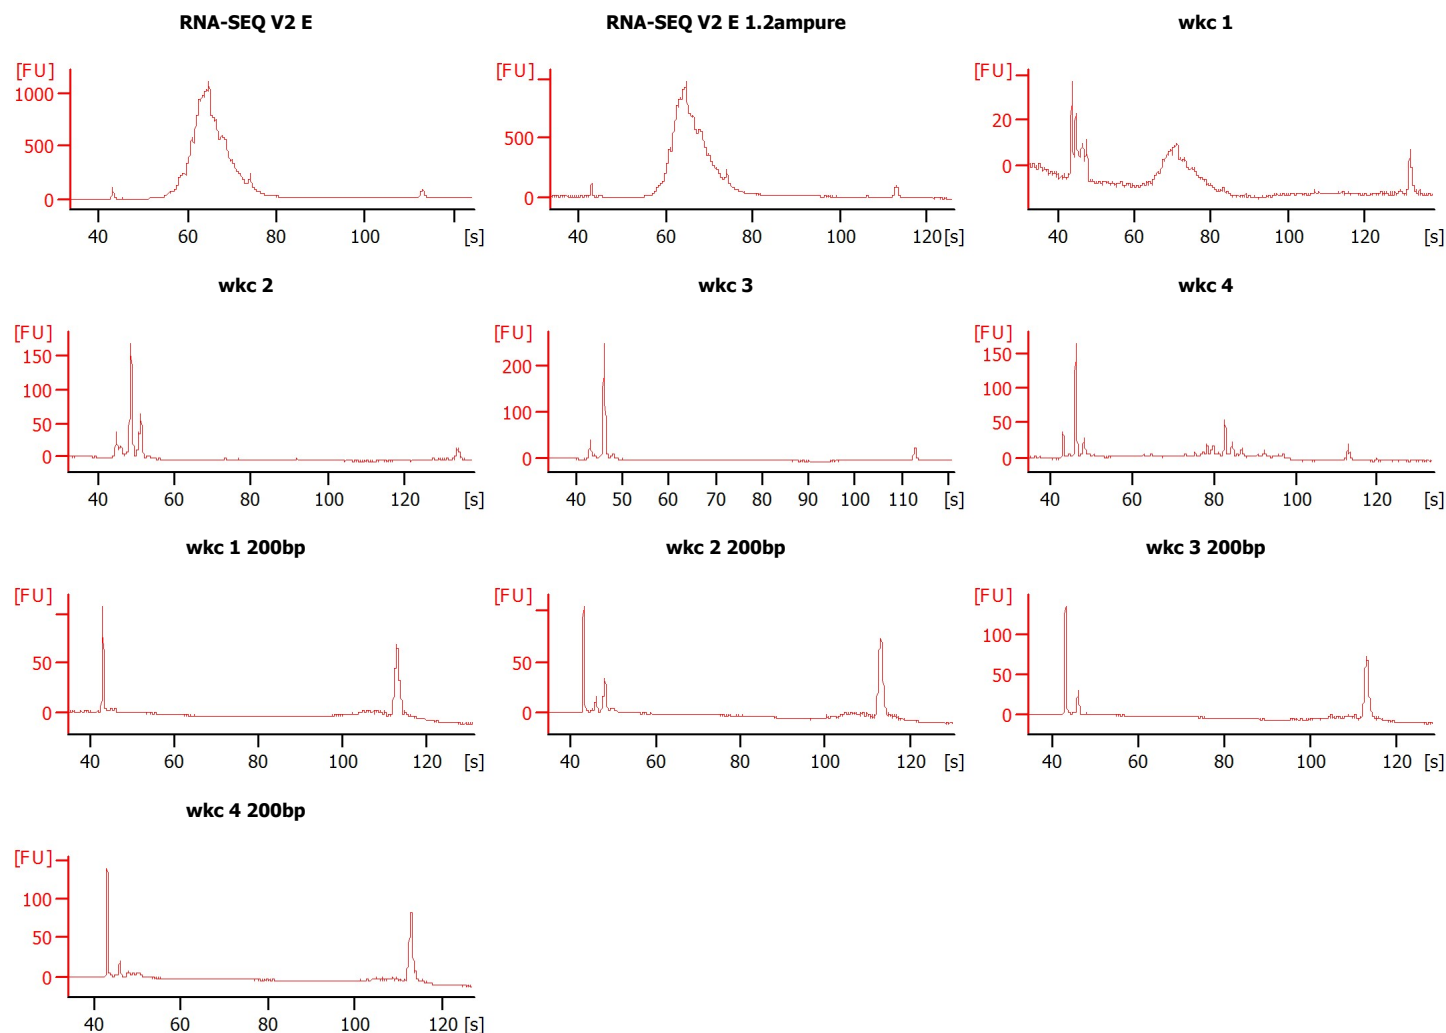 RNA-SEQ V2 E
[FU]
1000
500
0
40 60 80 100 [s]
RNA-SEQ V2 E 1.2ampure
[FU]
500
0
40 60 80 100 120 [s]
wkc 1
[FU]
20
0
40 60 80 100 120 [s]
wkc 2
[FU]
150
100
50
0
40 60 80 100 120 [s]
wkc 3
[FU]
200
100
0
40 50 60 70 80 90 100 110 [s]
wkc 4
[FU]
150
100
50
0
40 60 80 100 120 [s]
wkc 1 200bp
[FU]
50
0
40 60 80 100 120 [s]
wkc 2 200bp
[FU]
50
0
40 60 80 100 120 [s]
wkc 3 200bp
[FU]
100
50
0
40 60 80 100 120 [s]
wkc 4 200bp
[FU]
100
50
0
40 60 80 100 120 [s]